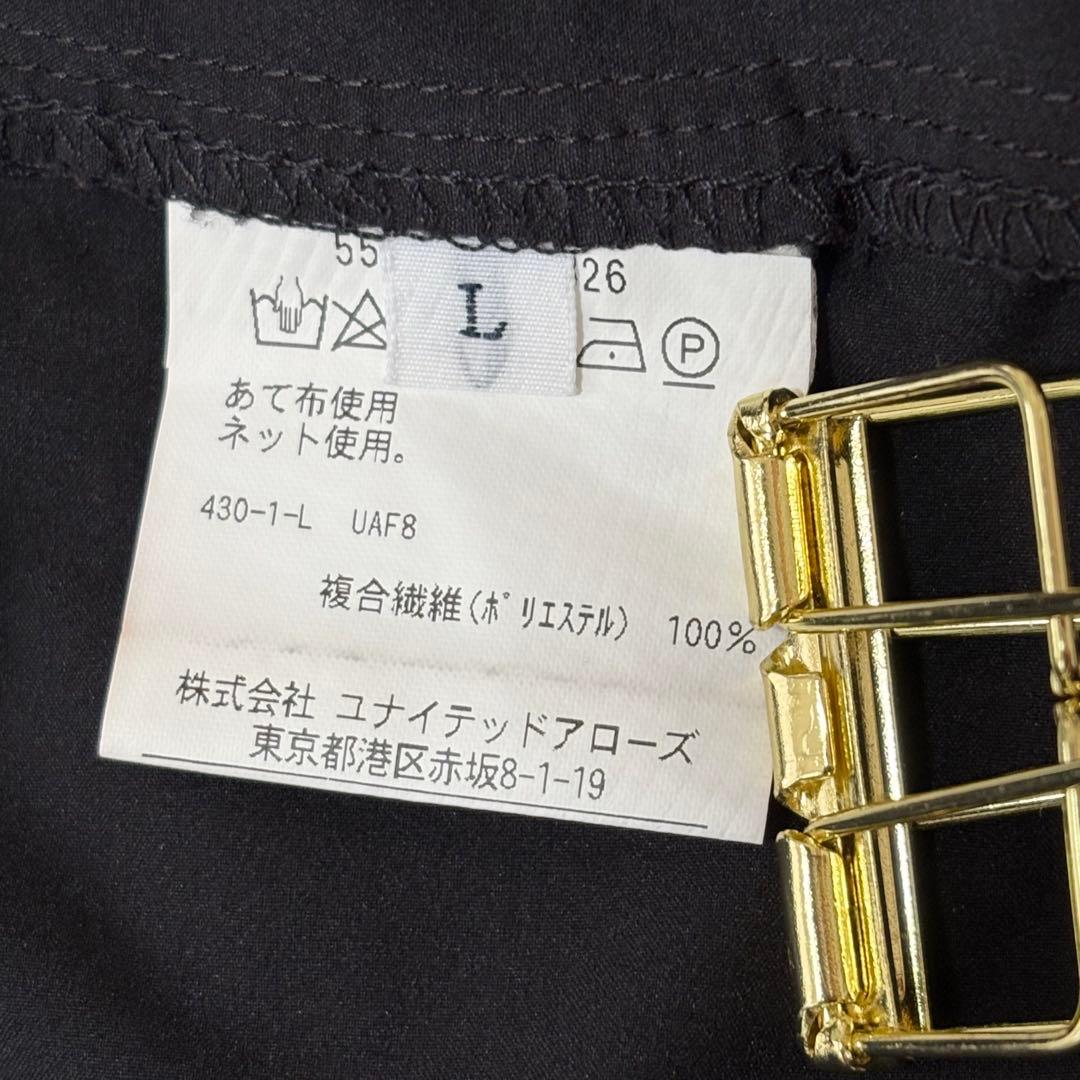 55
26
L
P
あて布使用
ネット使用。
430-1-L UAF8
複合繊維(ポリエステル) 100%
株式会社 ユナイテッドアローズ
東京都港区赤坂8-1-19